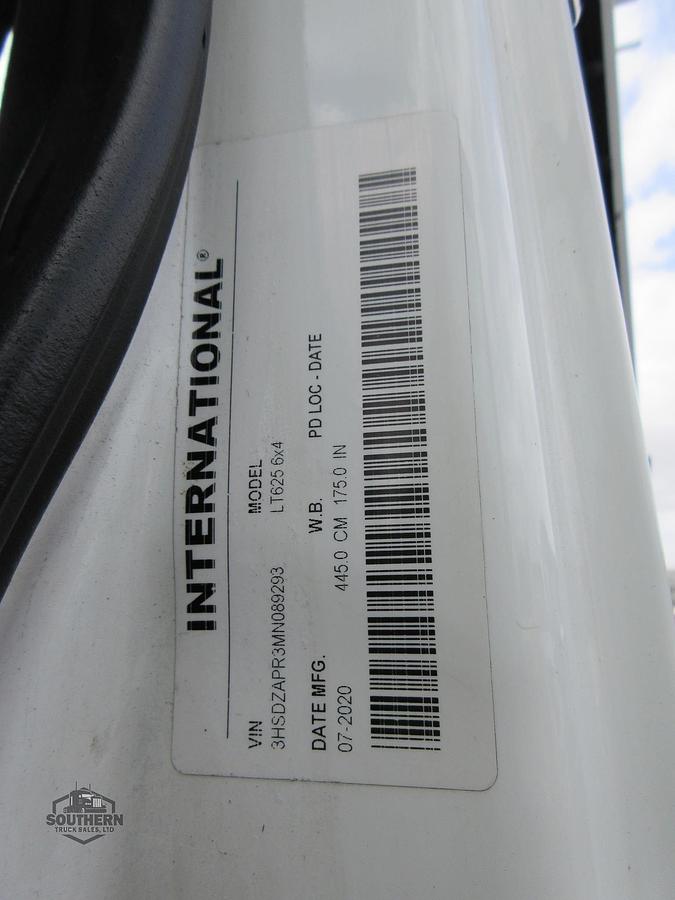 INTERNATIONAL®
VIN MODEL
3HSDZAPR3MN089293 LT625 6x4
DATE MFG. W.B. PD LOC - DATE
07-2020 445.0 CM 175.0 IN
SOUTHERN
TRUCK SALES, LTD